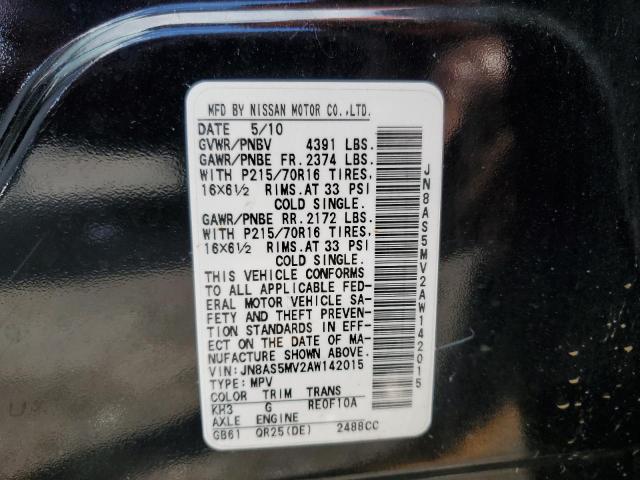 MFD BY NISSAN MOTOR CO.,LTD.
DATE 5/10
GVWR/PNBV 4391 LBS.
GAWR/PNBE FR. 2374 LBS.
WITH P215/70R16 TIRES,
16X6½ RIMS.AT 33 PSI
COLD SINGLE.
GAWR/PNBE RR. 2172 LBS.
WITH P215/70R16 TIRES,
16X6½ RIMS.AT 33 PSI
COLD SINGLE.
THIS VEHICLE CONFORMS
TO ALL APPLICABLE FED-
ERAL MOTOR VEHICLE SA-
FETY AND THEFT PREVEN-
TION STANDARDS IN EFF-
ECT ON THE DATE OF MA-
NUFACTURE SHOWN ABOVE.
VIN: JN8AS5MV2AW142015
TYPE: MPV
COLOR TRIM TRANS
KH3 G RE0F10A
AXLE ENGINE
GB61 QR25(DE) 2488CC
JN8AS5MV2AW142015